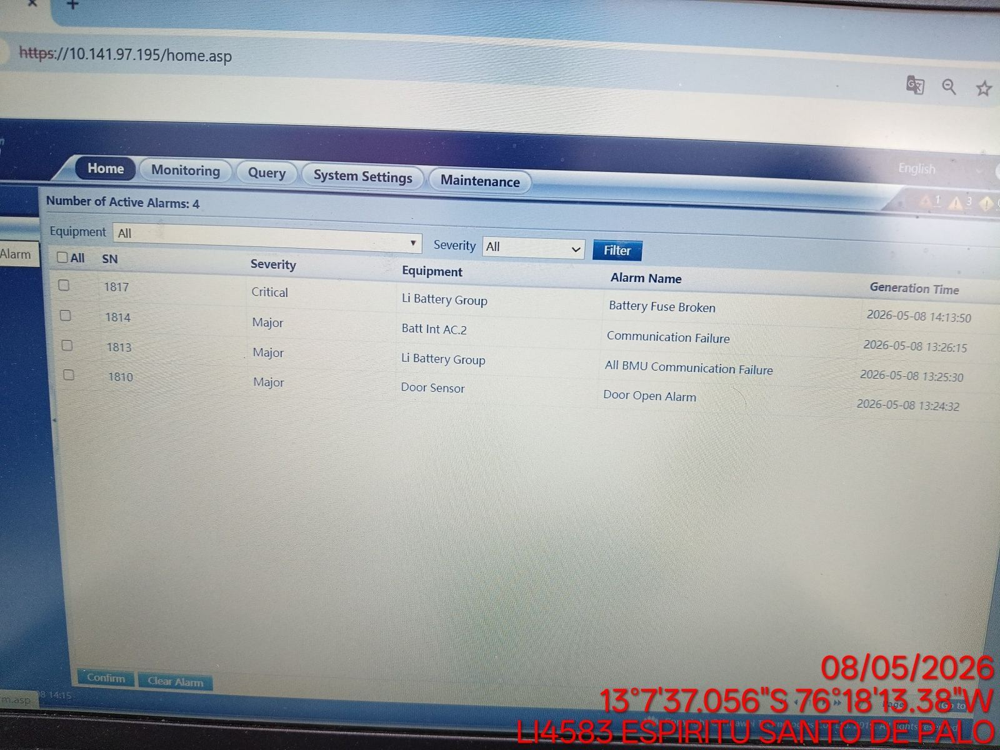 https://10.141.97.195/home.asp
English
Home Monitoring Query System Settings Maintenance
1 3
Number of Active Alarms: 4
Equipment All Severity All Filter
Alarm
All SN Severity Equipment Alarm Name Generation Time
1817 Critical Li Battery Group Battery Fuse Broken 2026-05-08 14:13:50
1814 Major Batt Int AC.2 Communication Failure 2026-05-08 13:26:15
1813 Major Li Battery Group All BMU Communication Failure 2026-05-08 13:25:30
1810 Major Door Sensor Door Open Alarm 2026-05-08 13:24:32
Confirm Clear Alarm
08/05/2026
14:15
13°7'37.056"S 76°18'13.38"W
LI4583 ESPIRITU SANTO DE PALO